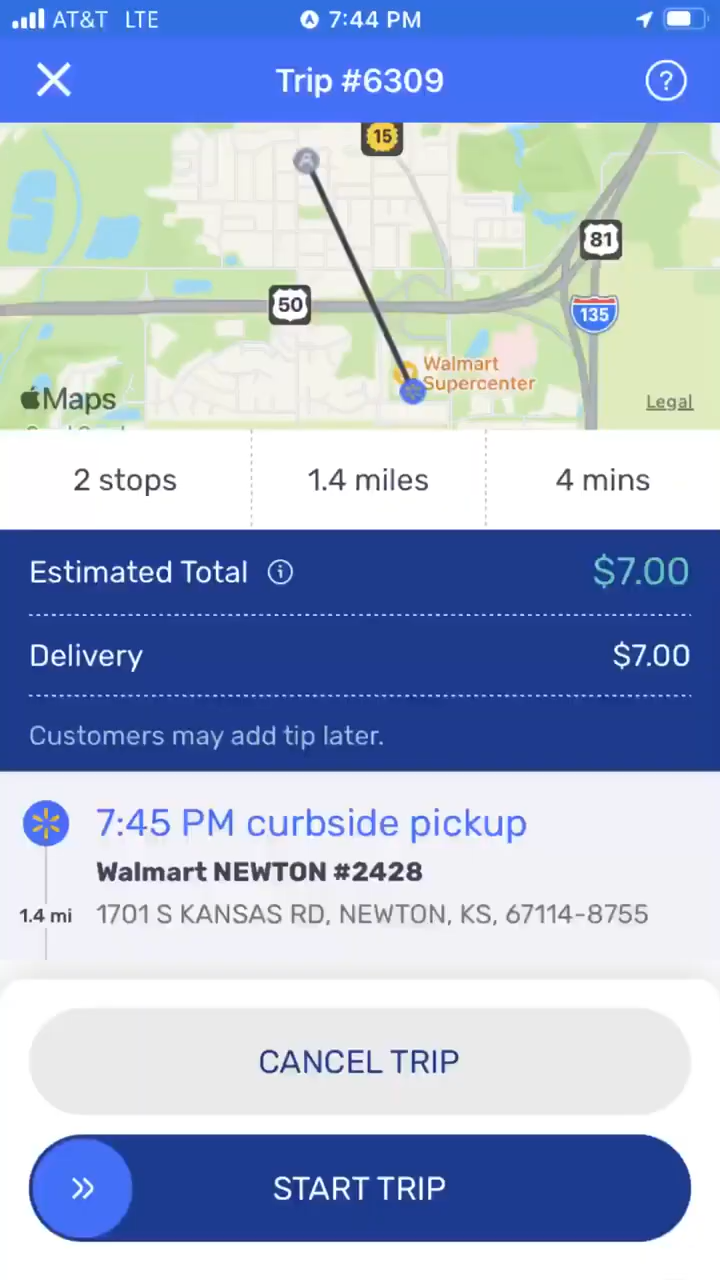 AT&T LTE
7:44 PM
Trip #6309
?
15
81
50
135
Walmart
Supercenter
Maps
Legal
2 stops
1.4 miles
4 mins
Estimated Total
$7.00
Delivery
$7.00
Customers may add tip later.
7:45 PM curbside pickup
Walmart NEWTON #2428
1.4 mi
1701 S KANSAS RD, NEWTON, KS, 67114-8755
CANCEL TRIP
>> START TRIP